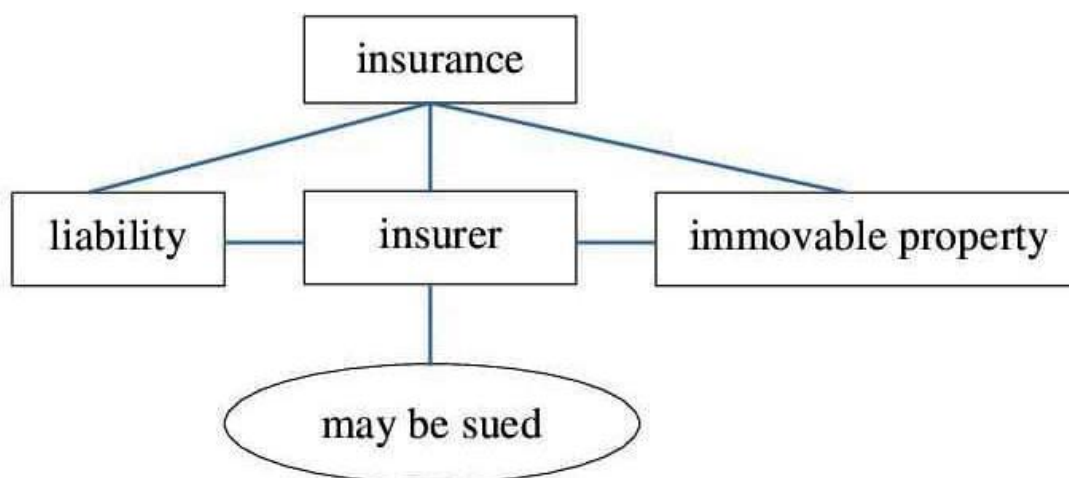 insurance
liability
insurer
immovable property
may be sued